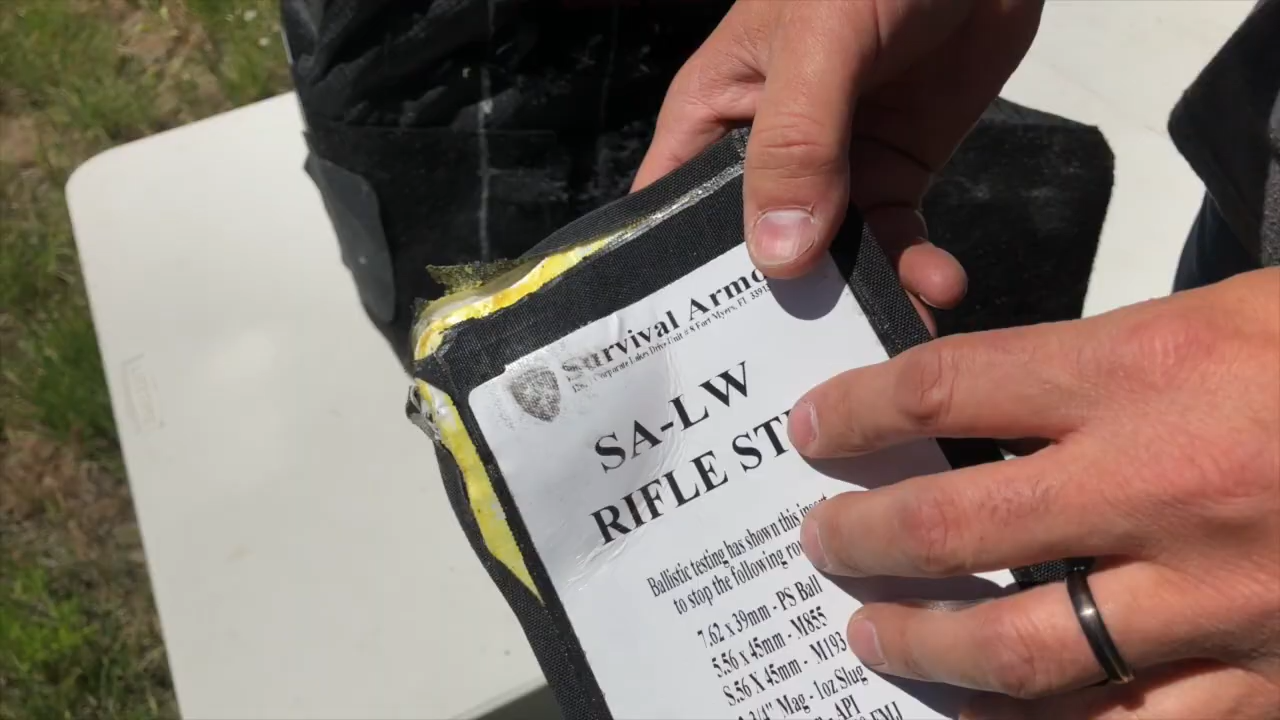 Survival Armo
Corporate Lakes Drive Unit # 8 Fort Myers, FL 3391
SA-LW
RIFLE ST
Ballistic testing has shown this insert
to stop the following ro
7.62 x 39mm - PS Ball
5.56 x 45mm - M855
5.56 X 45mm - M193
3/4" Mag - 1oz Slug
- API
FMJ